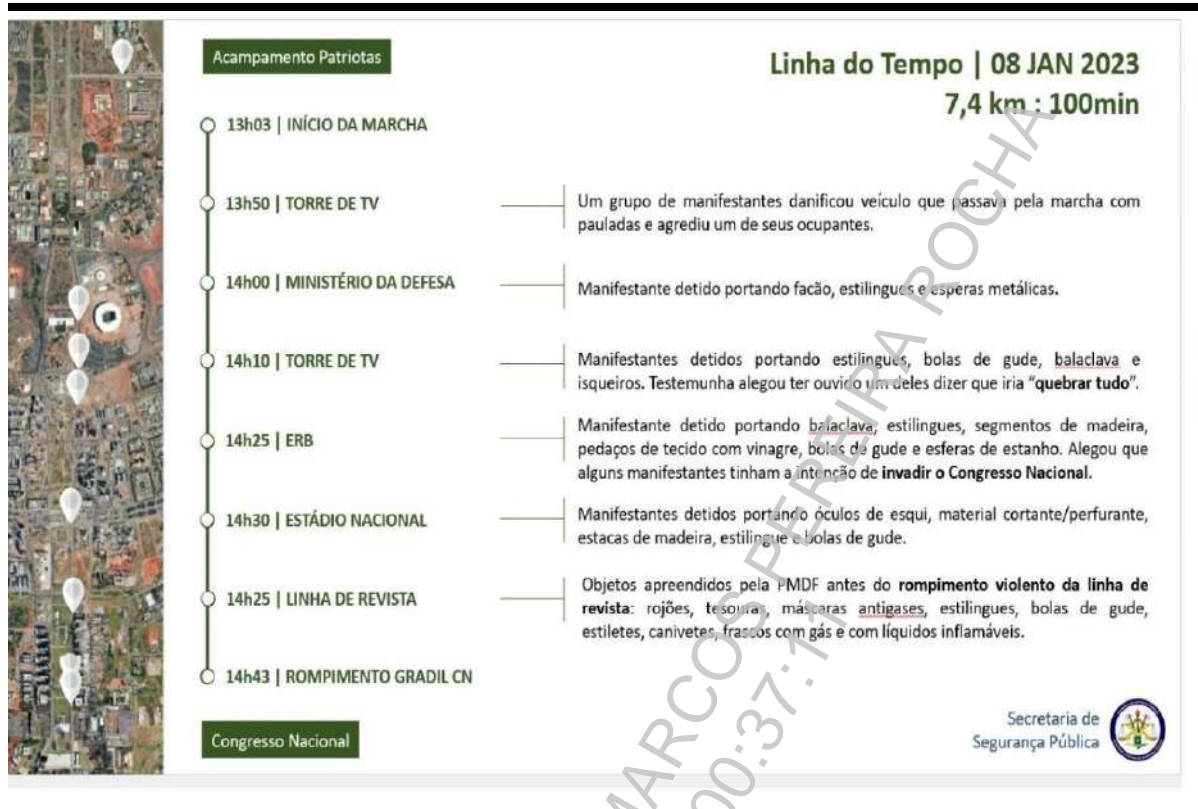 Acampamento Patriotas
Linha do Tempo | 08 JAN 2023
7,4 km : 100min
13h03 | INÍCIO DA MARCHA
13h50 | TORRE DE TV
Um grupo de manifestantes danificou veículo que passava pela marcha com
pauladas e agrediu um de seus ocupantes.
14h00 | MINISTÉRIO DA DEFESA
Manifestante detido portando facão, estilingues e esperas metálicas.
14h10 | TORRE DE TV
Manifestantes detidos portando estilingues, bolas de gude, balaclava e
isqueiros. Testemunha alegou ter ouvido um deles dizer que iria “quebrar tudo”.
14h25 | ERB
Manifestante detido portando balaclava, estilingues, segmentos de madeira,
pedaços de tecido com vinagre, bolas de gude e esferas de estanho. Alegou que
alguns manifestantes tinham a intenção de invadir o Congresso Nacional.
14h30 | ESTÁDIO NACIONAL
Manifestantes detidos portando óculos de esqui, material cortante/perfurante,
estacas de madeira, estilingue e bolas de gude.
14h25 | LINHA DE REVISTA
Objetos apreendidos pela PMDF antes do rompimento violento da linha de
revista: rojões, tesouras, máscaras antigases, estilingues, bolas de gude,
estiletes, canivetes, frascos com gás e com líquidos inflamáveis.
14h43 | ROMPIMENTO GRADIL CN
Congresso Nacional
Secretaria de
Segurança Pública
MARCOS PEREIRA ROCHA
00:37:11